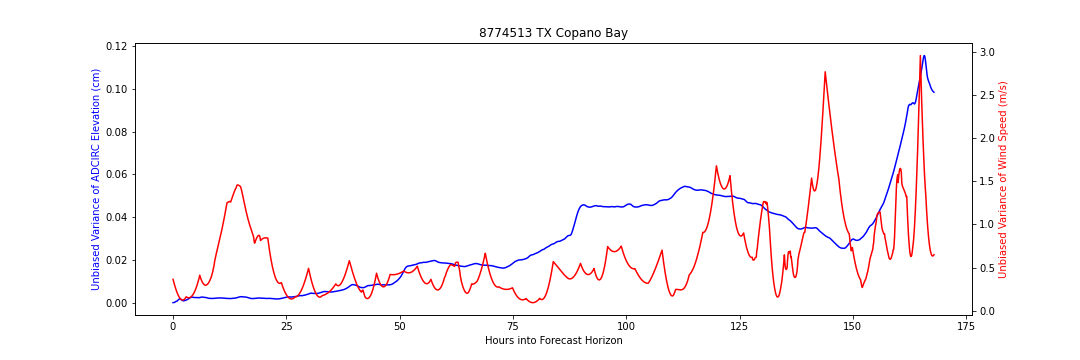 8774513 TX Copano Bay
Unbiased Variance of ADCIRC Elevation (cm)
0.12
0.10
0.08
0.06
0.04
0.02
0.00
3.0
2.5
2.0
1.5
1.0
0.5
0.0
Unbiased Variance of Wind Speed (m/s)
0 25 50 75 100 125 150 175
Hours into Forecast Horizon